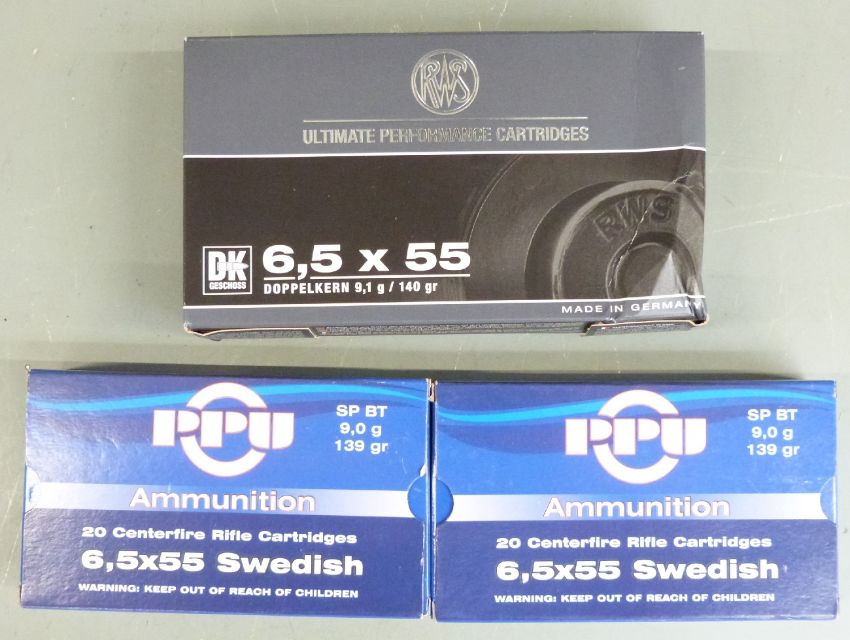 RWS
ULTIMATE PERFORMANCE CARTRIDGES
RWS
DK
GESCHOSS
6,5 x 55
DOPPELKERN 9,1 g / 140 gr
MADE IN GERMANY
PPU
SP BT
9,0 g
139 gr
Ammunition
20 Centerfire Rifle Cartridges
6,5x55 Swedish
WARNING: KEEP OUT OF REACH OF CHILDREN
PPU
SP BT
9,0 g
139 gr
Ammunition
20 Centerfire Rifle Cartridges
6,5x55 Swedish
WARNING: KEEP OUT OF REACH OF CHILDREN